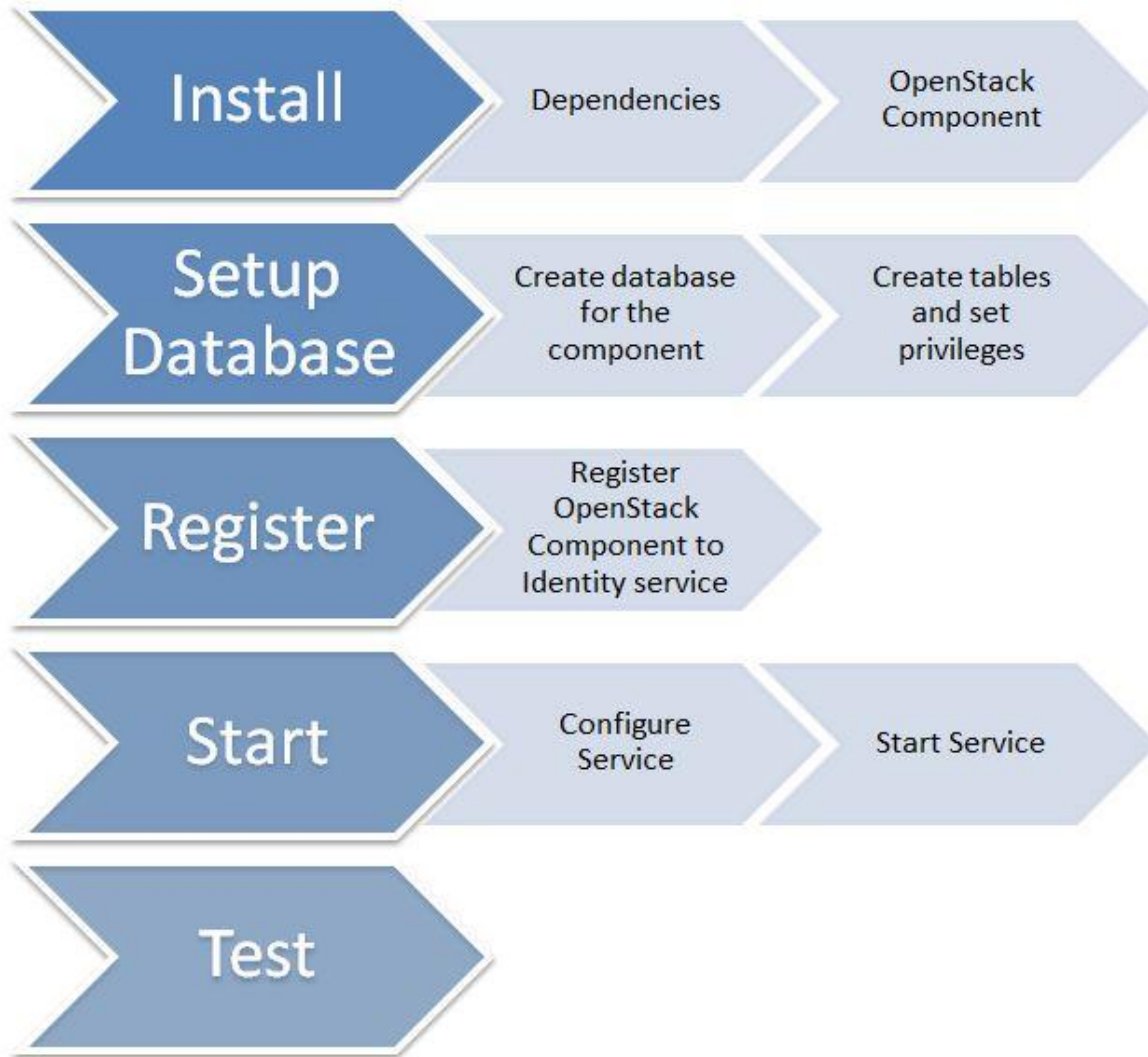 Install
Dependencies
OpenStack
Component
Setup
Database
Create database
for the
component
Create tables
and set
privileges
Register
Register
OpenStack
Component to
Identity service
Start
Configure
Service
Start Service
Test